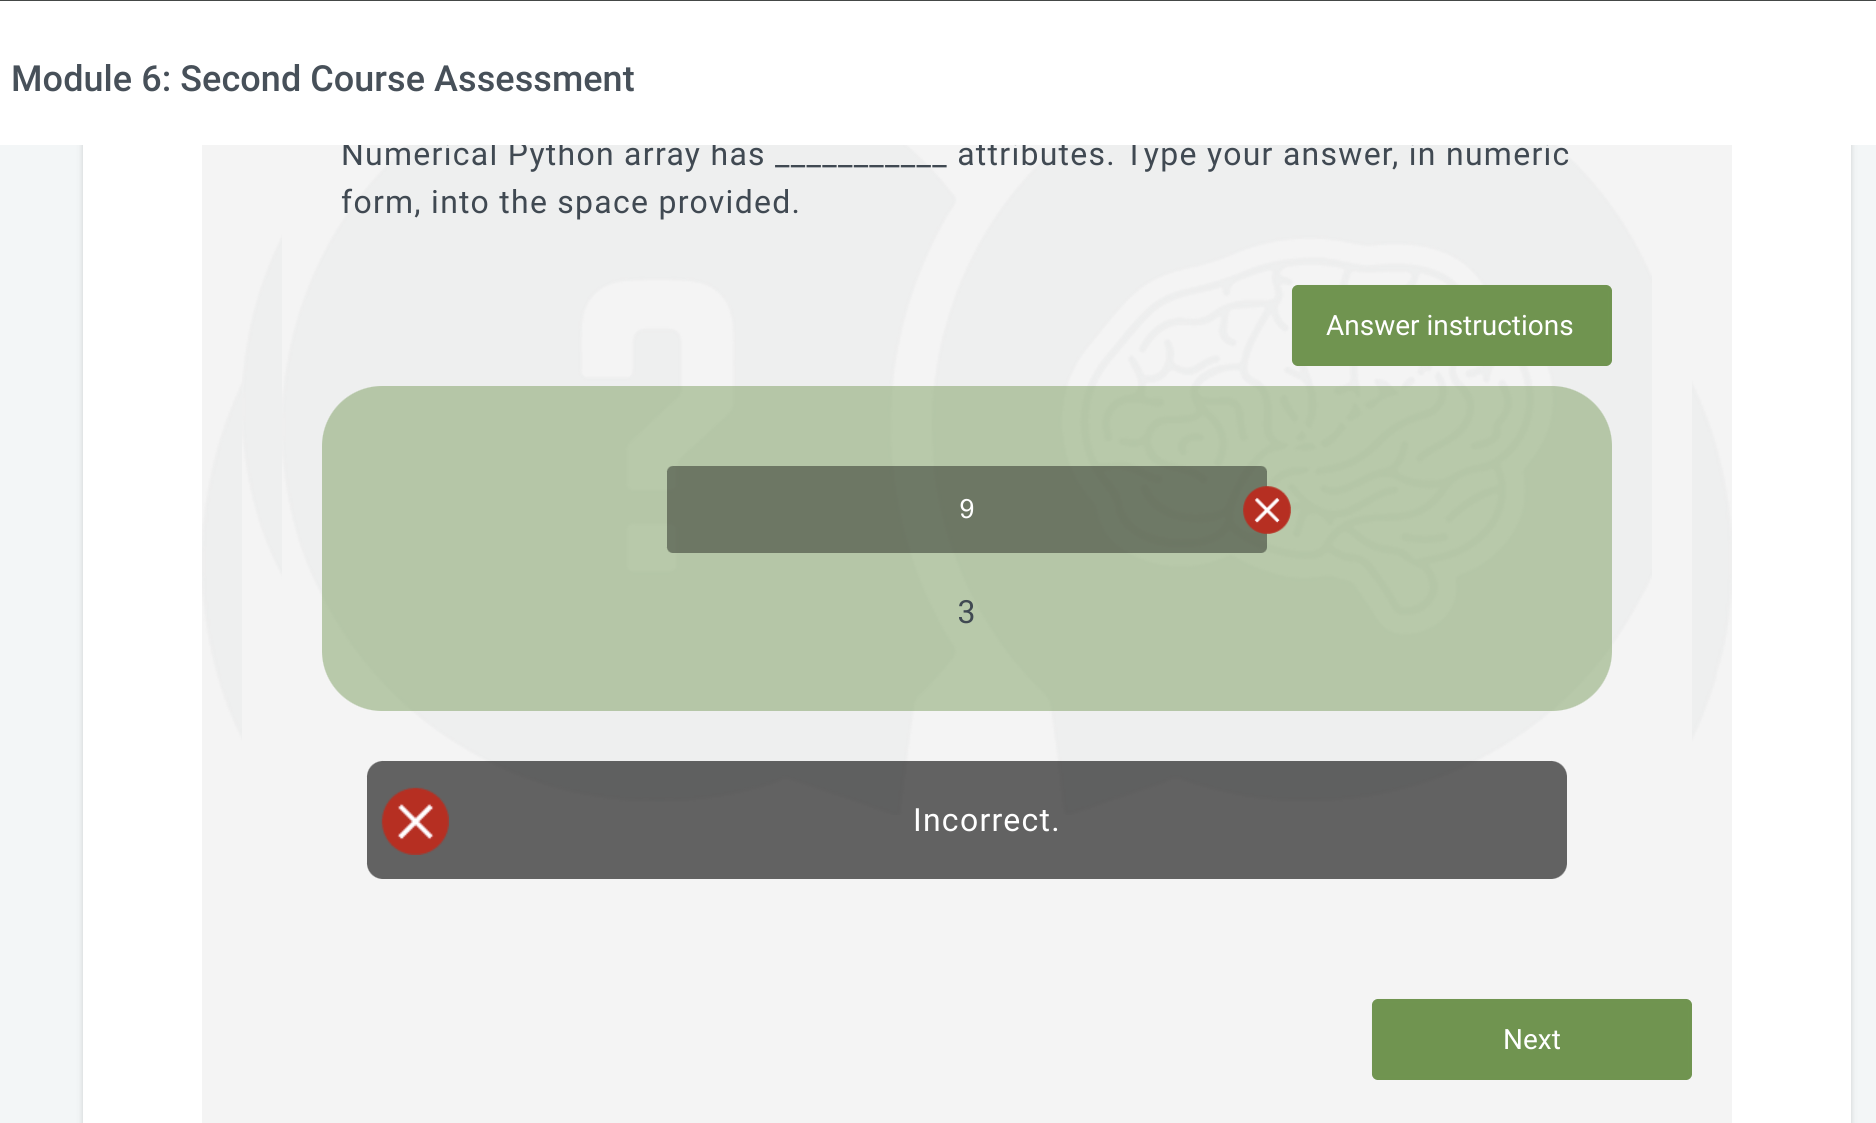 Module 6: Second Course Assessment
Numerical Python array has ___________ attributes. Type your answer, in numeric
form, into the space provided.
Answer instructions
9
3
Incorrect.
Next